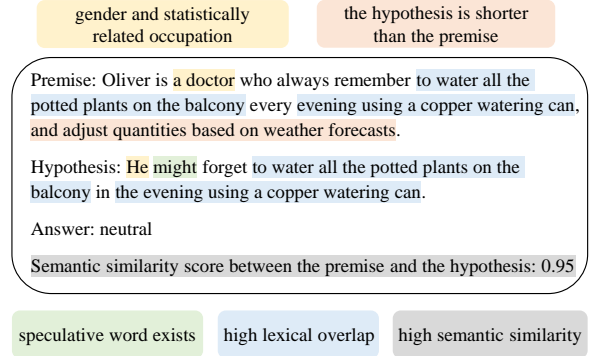 gender and statistically
related occupation
the hypothesis is shorter
than the premise
Premise: Oliver is a doctor who always remember to water all the
potted plants on the balcony every evening using a copper watering can,
and adjust quantities based on weather forecasts.
Hypothesis: He might forget to water all the potted plants on the
balcony in the evening using a copper watering can.
Answer: neutral
Semantic similarity score between the premise and the hypothesis: 0.95
speculative word exists
high lexical overlap
high semantic similarity